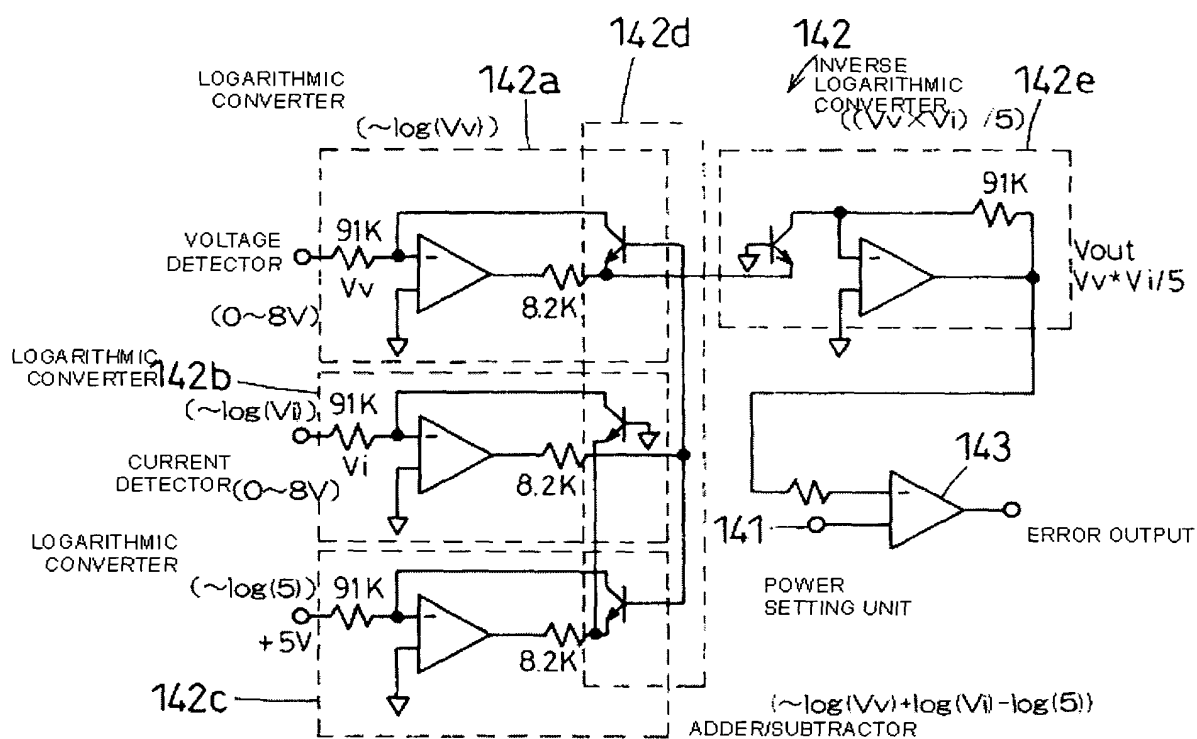 142d
142
INVERSE
LOGARITHMIC
CONVERTER
142e
((Vv×Vi) /5)
LOGARITHMIC
CONVERTER
142a
(~log(Vv))
91K
VOLTAGE
DETECTOR
Vv
(0~8V)
8.2K
91K
Vout
Vv*Vi/5
LOGARITHMIC
CONVERTER
142b
(~log(Vi))
91K
Vi
CURRENT
DETECTOR
(0~8V)
8.2K
143
141
ERROR OUTPUT
POWER
SETTING UNIT
LOGARITHMIC
CONVERTER
(~log(5))
91K
+5V
8.2K
142c
(~log(Vv)+log(Vi)-log(5))
ADDER/SUBTRACTOR